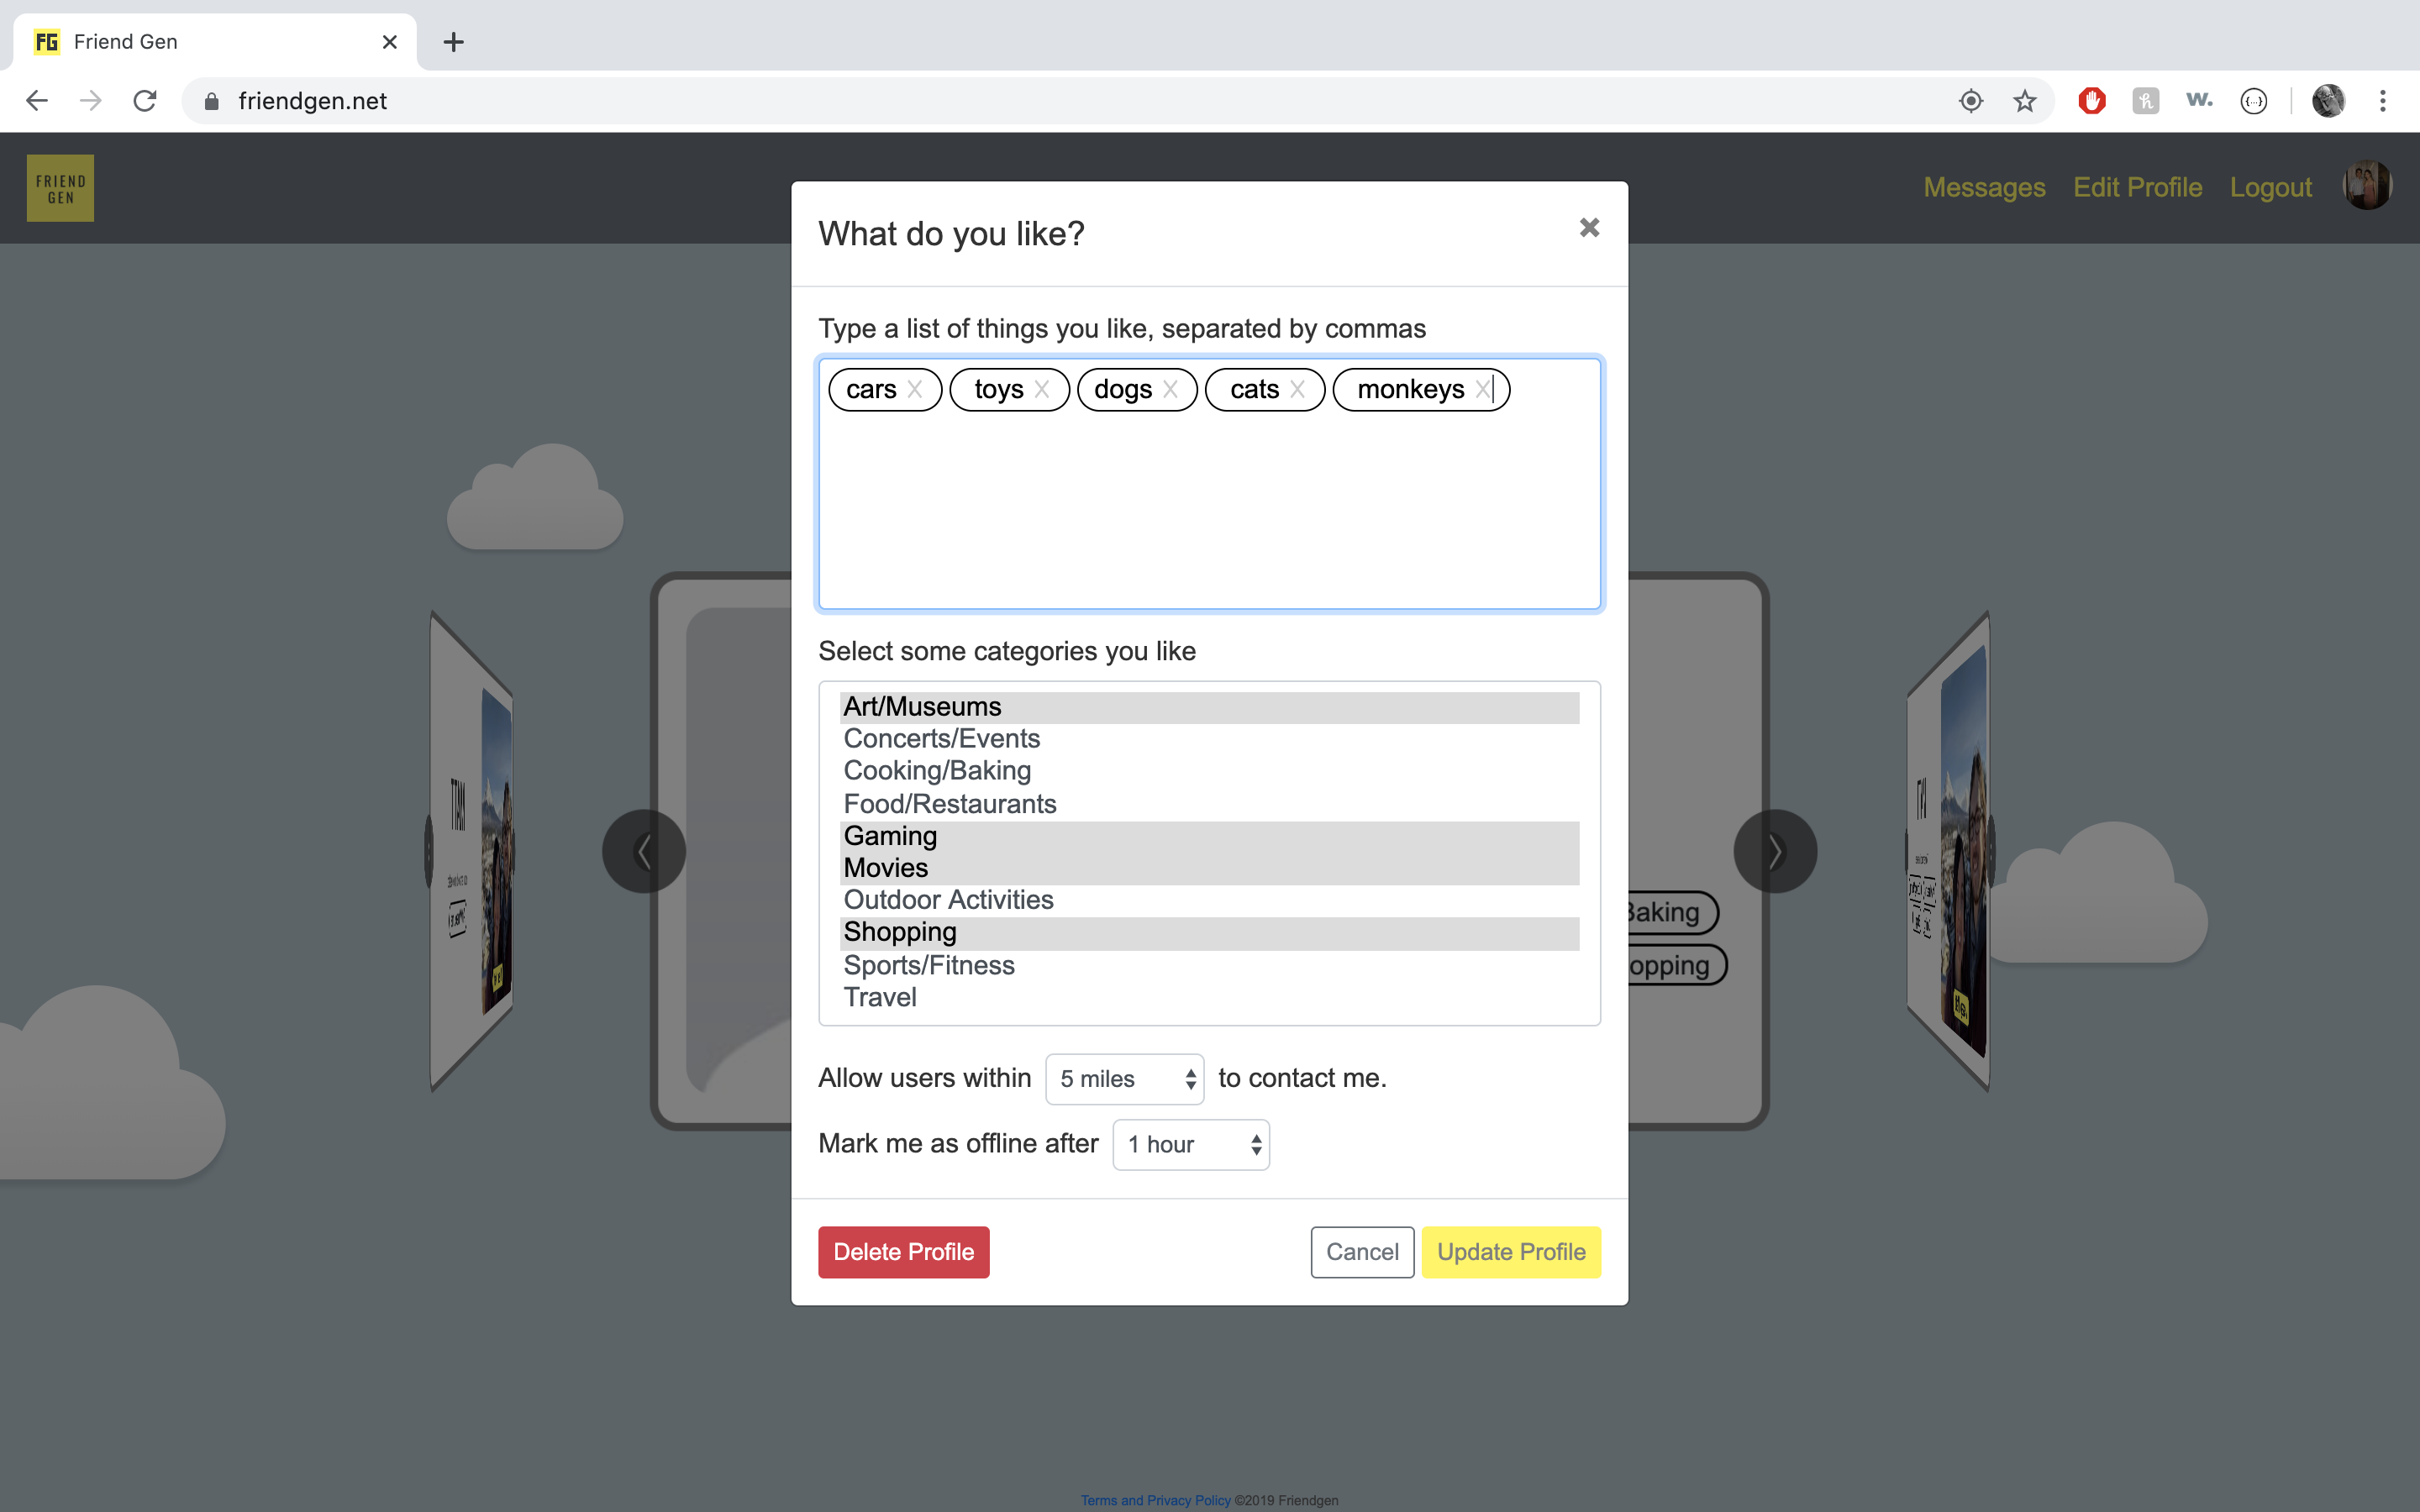 FG Friend Gen
friendgen.net
FRIEND
GEN
Messages Edit Profile Logout
What do you like?
Type a list of things you like, separated by commas
cars X toys X dogs X cats X monkeys X
Select some categories you like
Art/Museums
Concerts/Events
Cooking/Baking
Food/Restaurants
Gaming
Movies
Outdoor Activities
Shopping
Sports/Fitness
Travel
Baking
opping
MATT
Allow users within 5 miles to contact me.
Mark me as offline after 1 hour
Delete Profile Cancel Update Profile
Terms and Privacy Policy ©2019 Friendgen